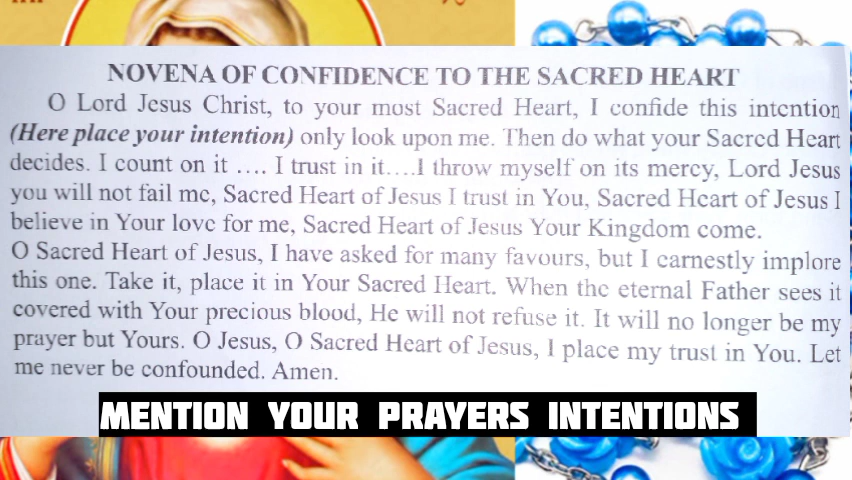 NOVENA OF CONFIDENCE TO THE SACRED HEART
O Lord Jesus Christ, to your most Sacred Heart, I confide this intention
(Here place your intention) only look upon me. Then do what your Sacred Heart
decides. I count on it .... I trust in it....I throw myself on its mercy, Lord Jesus
you will not fail me, Sacred Heart of Jesus I trust in You, Sacred Heart of Jesus I
believe in Your love for me, Sacred Heart of Jesus Your Kingdom come.
O Sacred Heart of Jesus, I have asked for many favours, but I earnestly implore
this one. Take it, place it in Your Sacred Heart. When the eternal Father sees it
covered with Your precious blood, He will not refuse it. It will no longer be my
prayer but Yours. O Jesus, O Sacred Heart of Jesus, I place my trust in You. Let
me never be confounded. Amen.
MENTION YOUR PRAYERS INTENTIONS